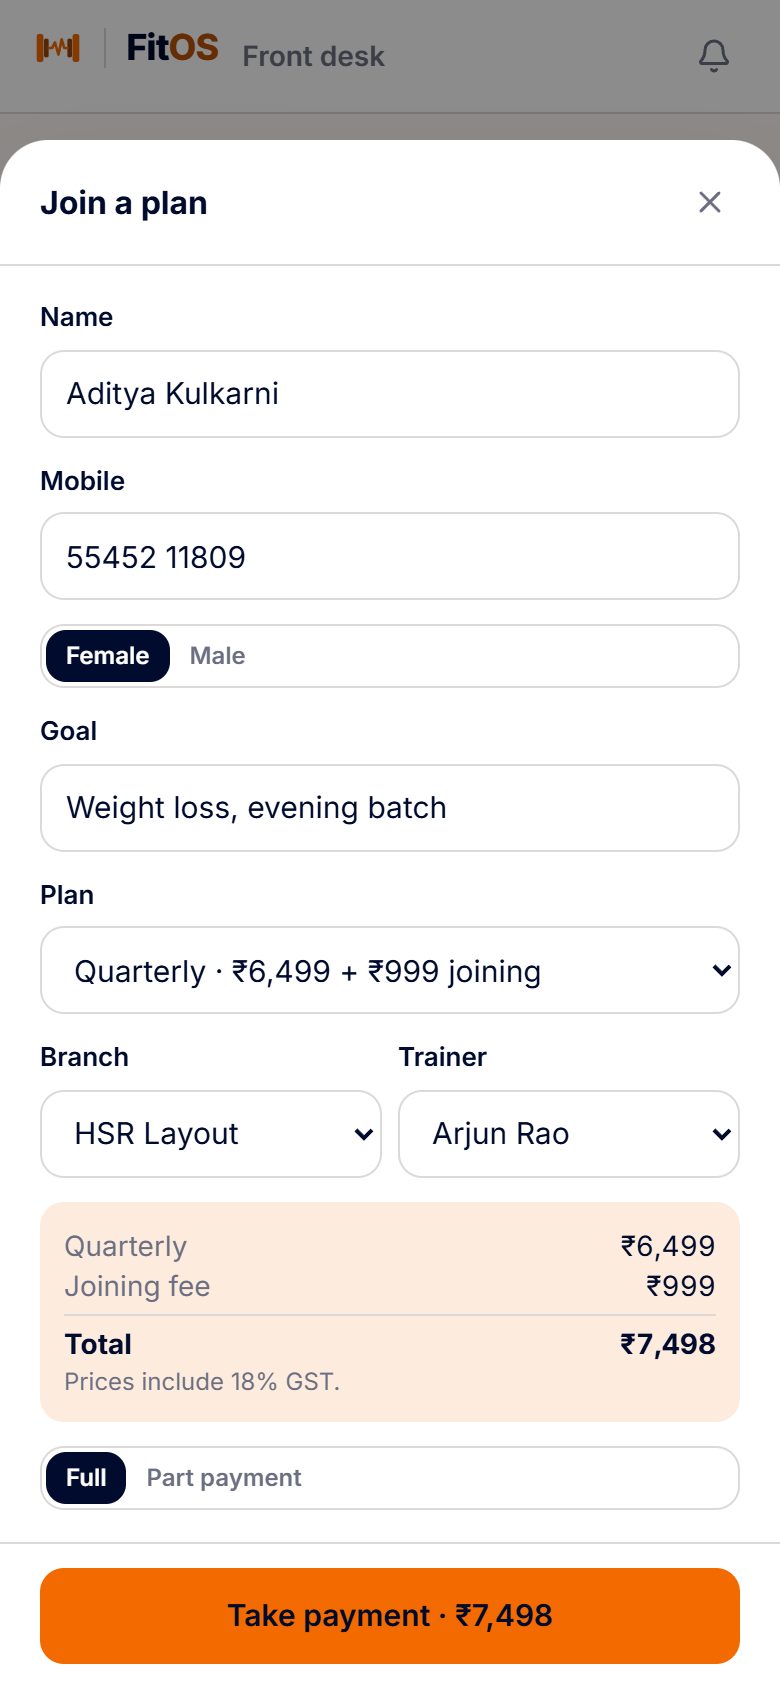 FitOS Front desk
Join a plan
Name
Aditya Kulkarni
Mobile
55452 11809
Female Male
Goal
Weight loss, evening batch
Plan
Quarterly · ₹6,499 + ₹999 joining
Branch Trainer
HSR Layout Arjun Rao
Quarterly ₹6,499
Joining fee ₹999
Total ₹7,498
Prices include 18% GST.
Full Part payment
Take payment · ₹7,498